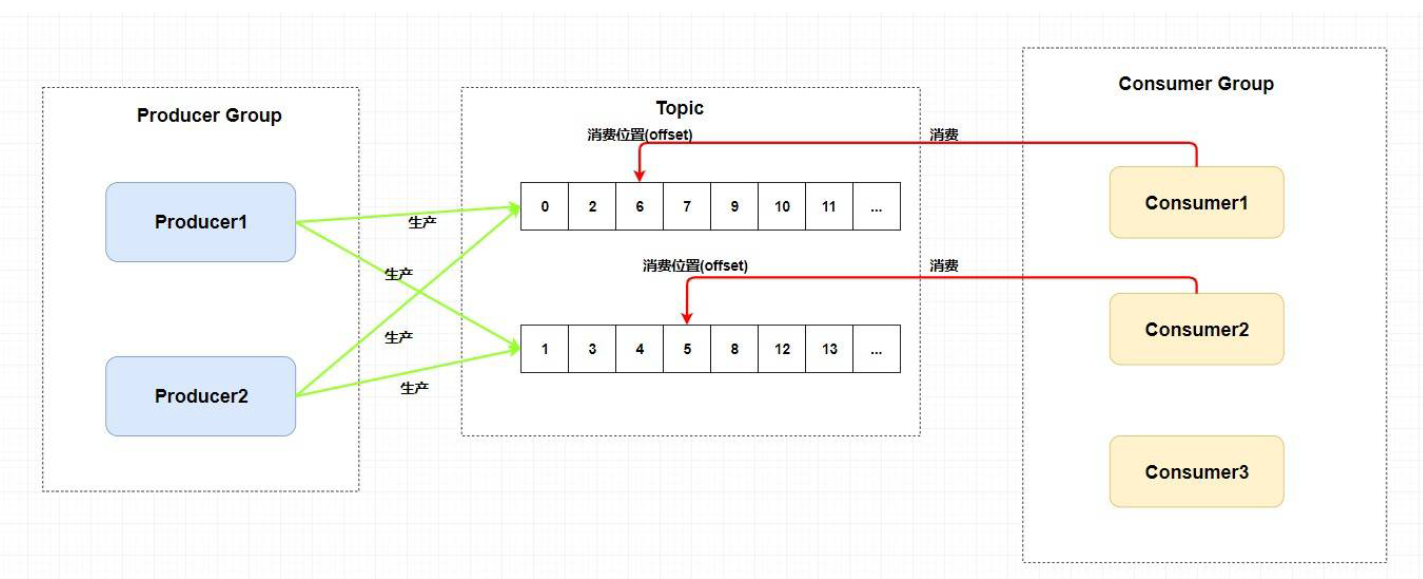 Producer Group
Producer1
Producer2
生产
生产
生产
生产
Topic
消费位置(offset)
消费
0 2 6 7 9 10 11 ...
消费位置(offset)
消费
1 3 4 5 8 12 13 ...
Consumer Group
Consumer1
Consumer2
Consumer3